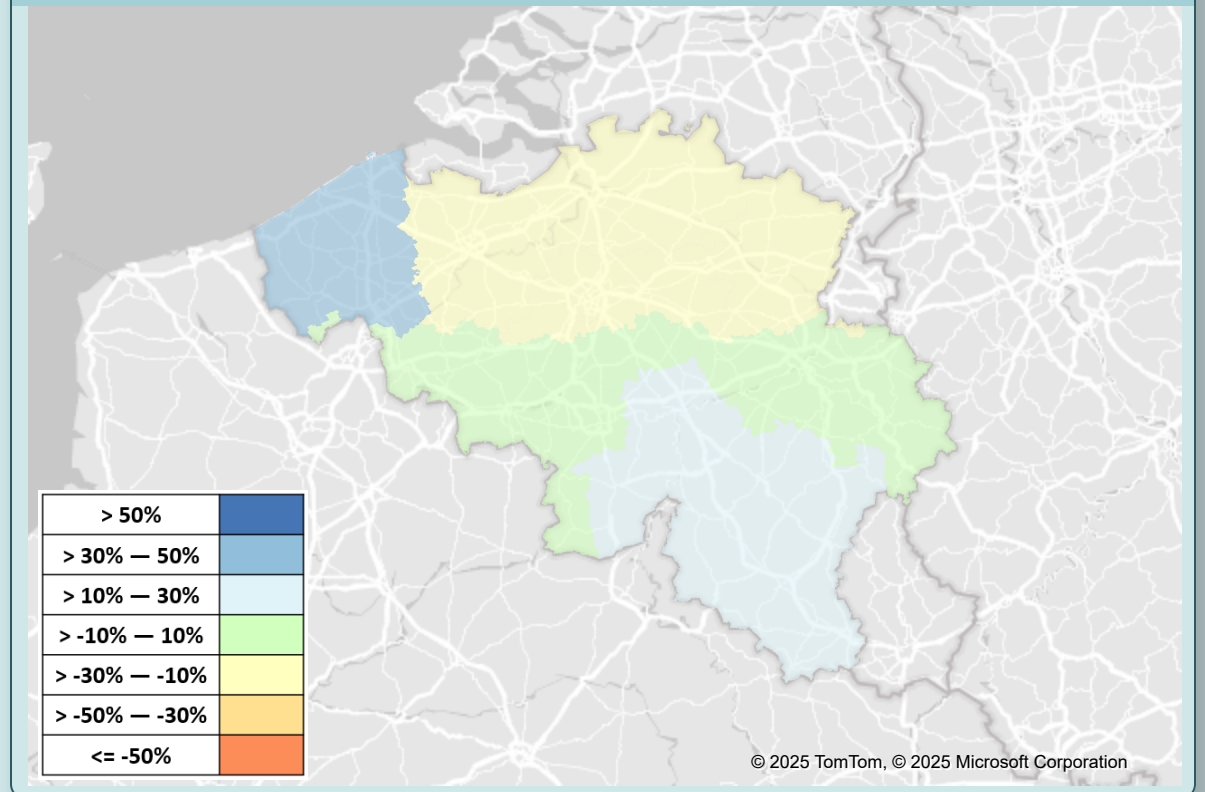 > 50%
> 30% — 50%
> 10% — 30%
> -10% — 10%
> -30% — -10%
> -50% — -30%
<= -50%
© 2025 TomTom, © 2025 Microsoft Corporation